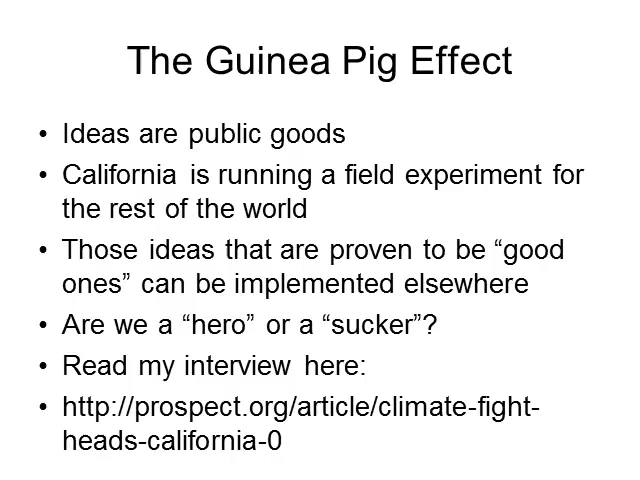 The Guinea Pig Effect
• Ideas are public goods
• California is running a field experiment for
the rest of the world
• Those ideas that are proven to be “good
ones” can be implemented elsewhere
• Are we a “hero” or a “sucker”?
• Read my interview here:
• http://prospect.org/article/climate-fight-
heads-california-0